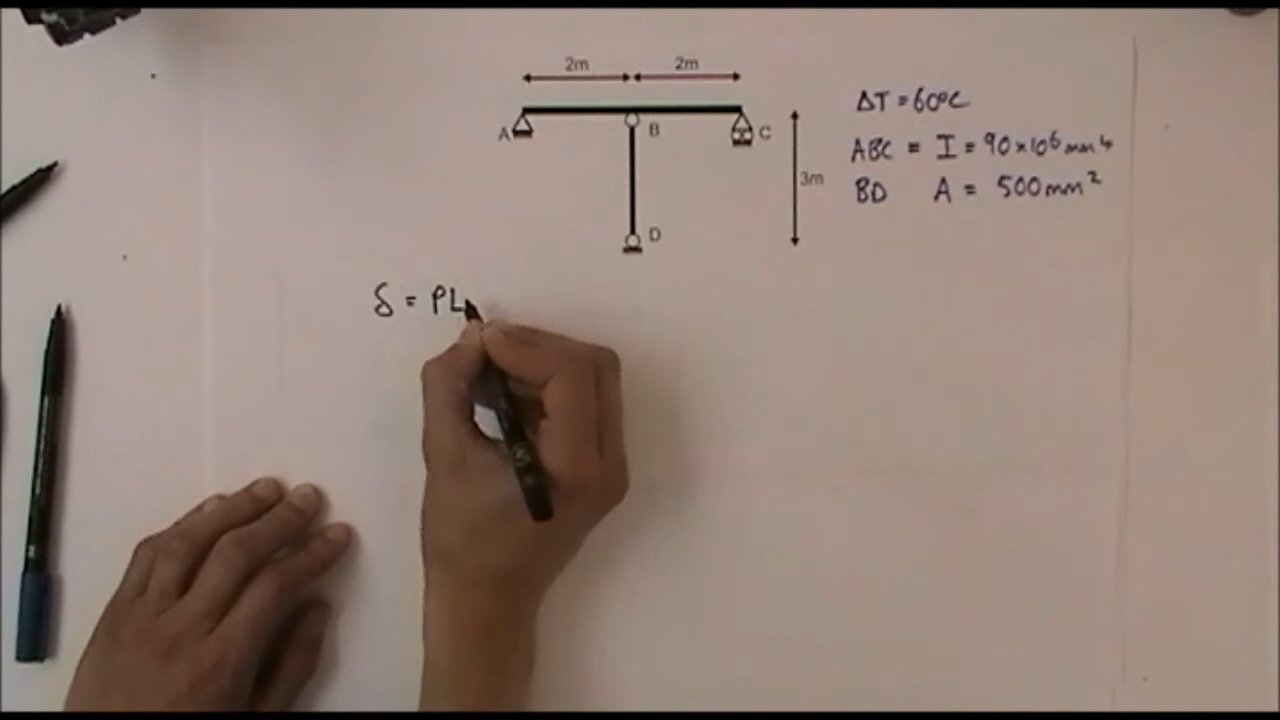 2m 2m
A B C
3m
D
ΔT = 60°C
ABC = I = 90×10⁶ mm⁴
BD A = 500mm²
δ = PL